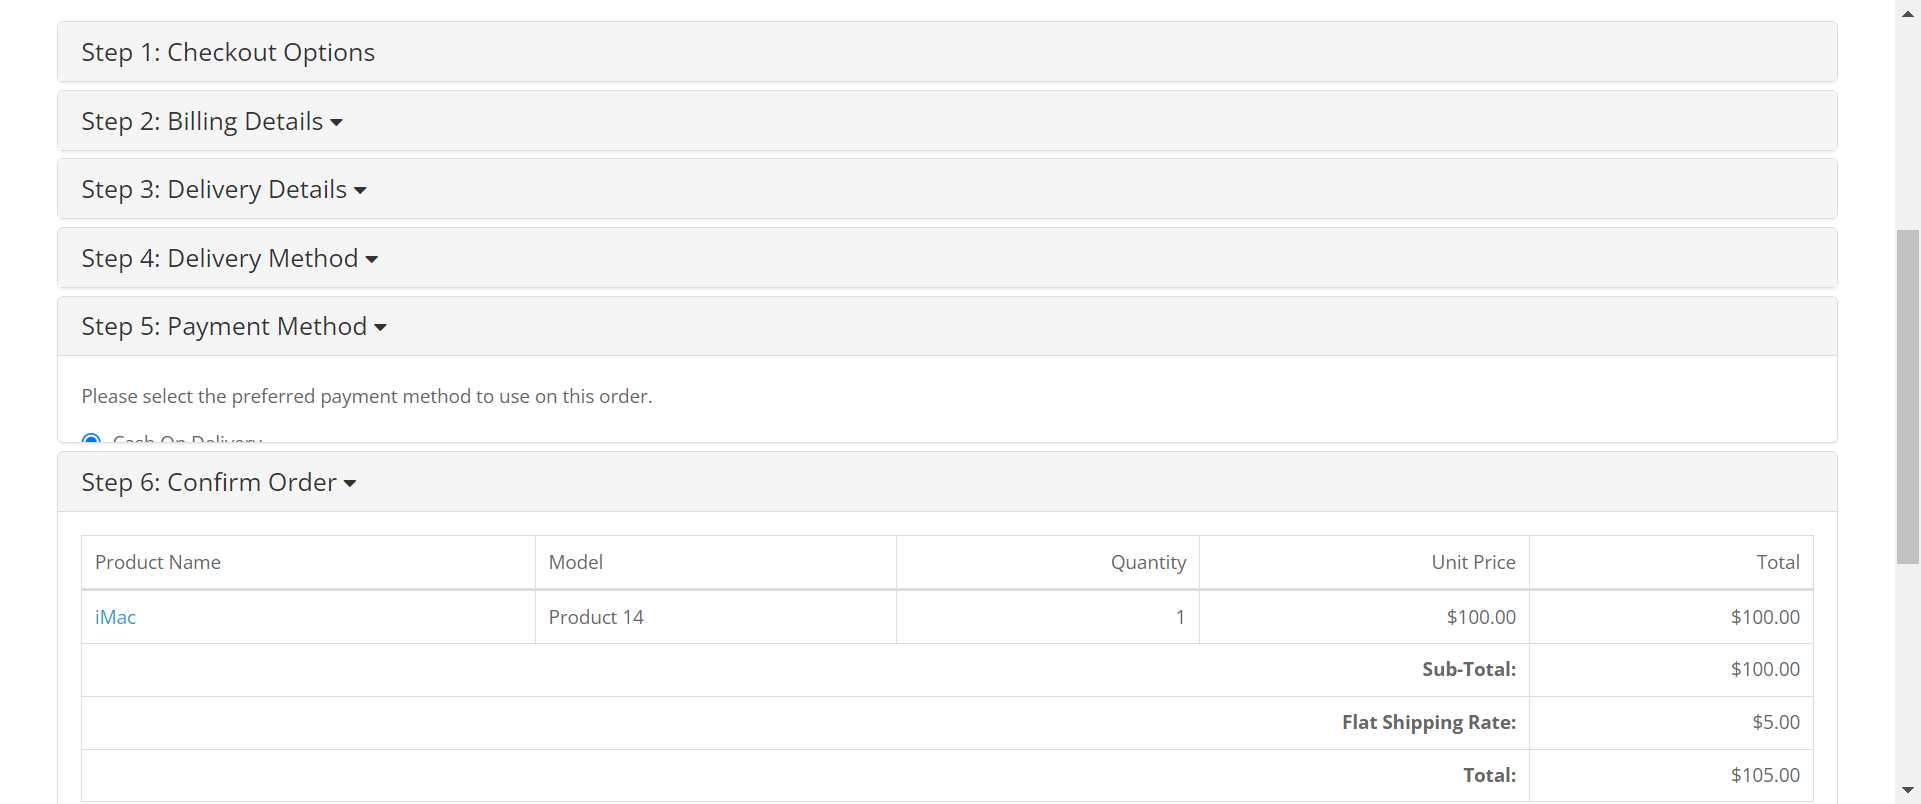 Step 1: Checkout Options
Step 2: Billing Details
Step 3: Delivery Details
Step 4: Delivery Method
Step 5: Payment Method
Please select the preferred payment method to use on this order.
Cash On Delivery
Step 6: Confirm Order
Product Name Model Quantity Unit Price Total
iMac Product 14 1 $100.00 $100.00
Sub-Total: $100.00
Flat Shipping Rate: $5.00
Total: $105.00